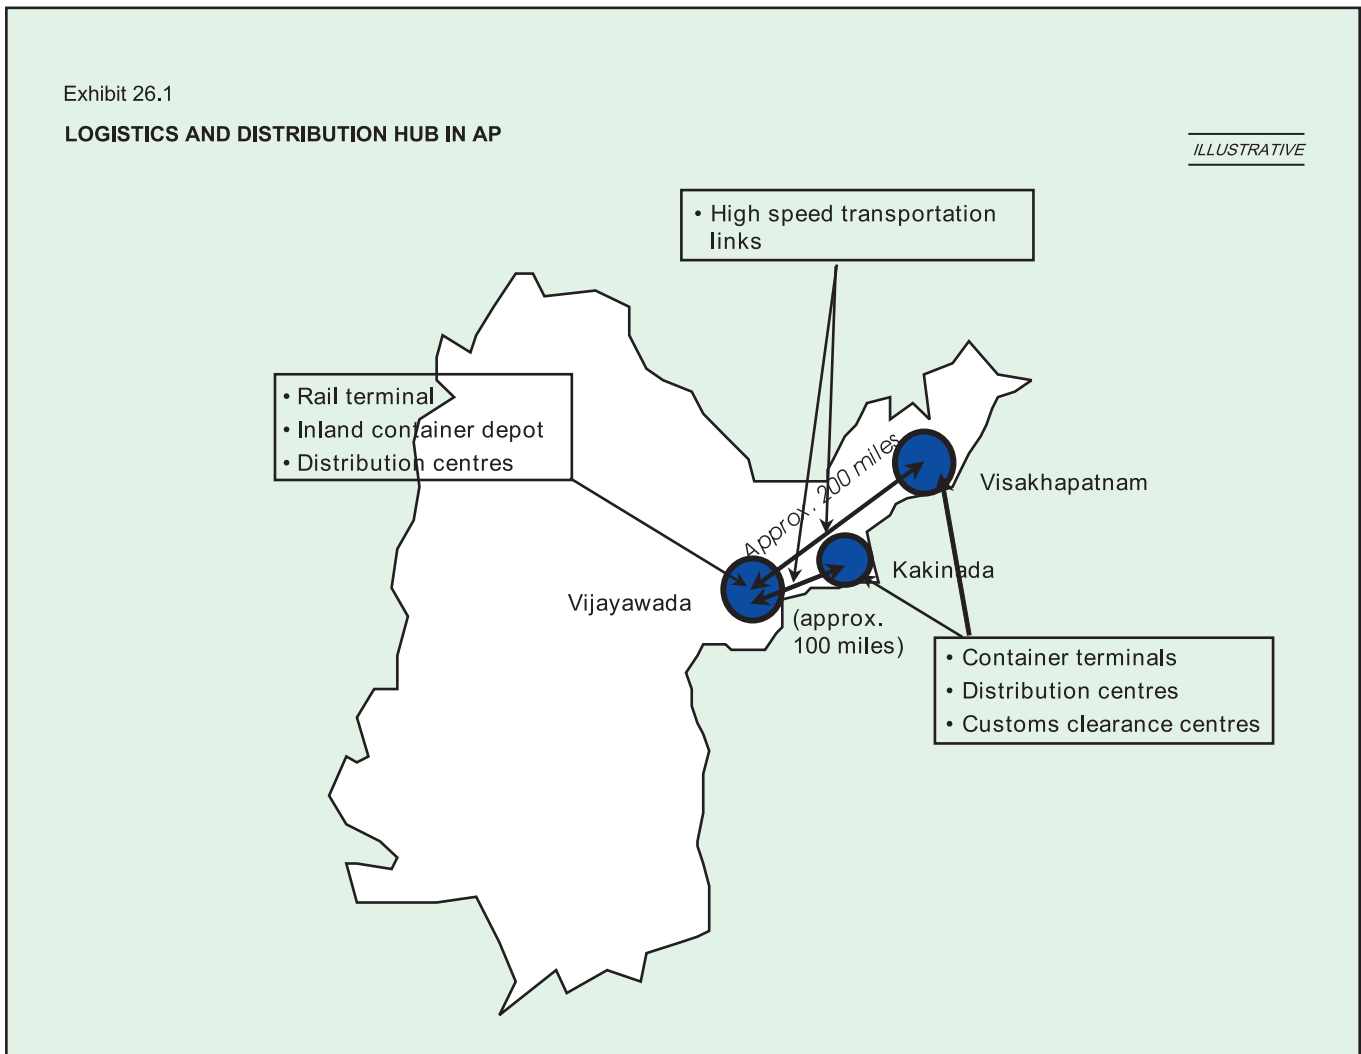 Exhibit 26.1
LOGISTICS AND DISTRIBUTION HUB IN AP
ILLUSTRATIVE
• High speed transportation
links
• Rail terminal
• Inland container depot
• Distribution centres
Approx. 200 miles
Visakhapatnam
Kakinada
Vijayawada
(approx.
100 miles)
• Container terminals
• Distribution centres
• Customs clearance centres